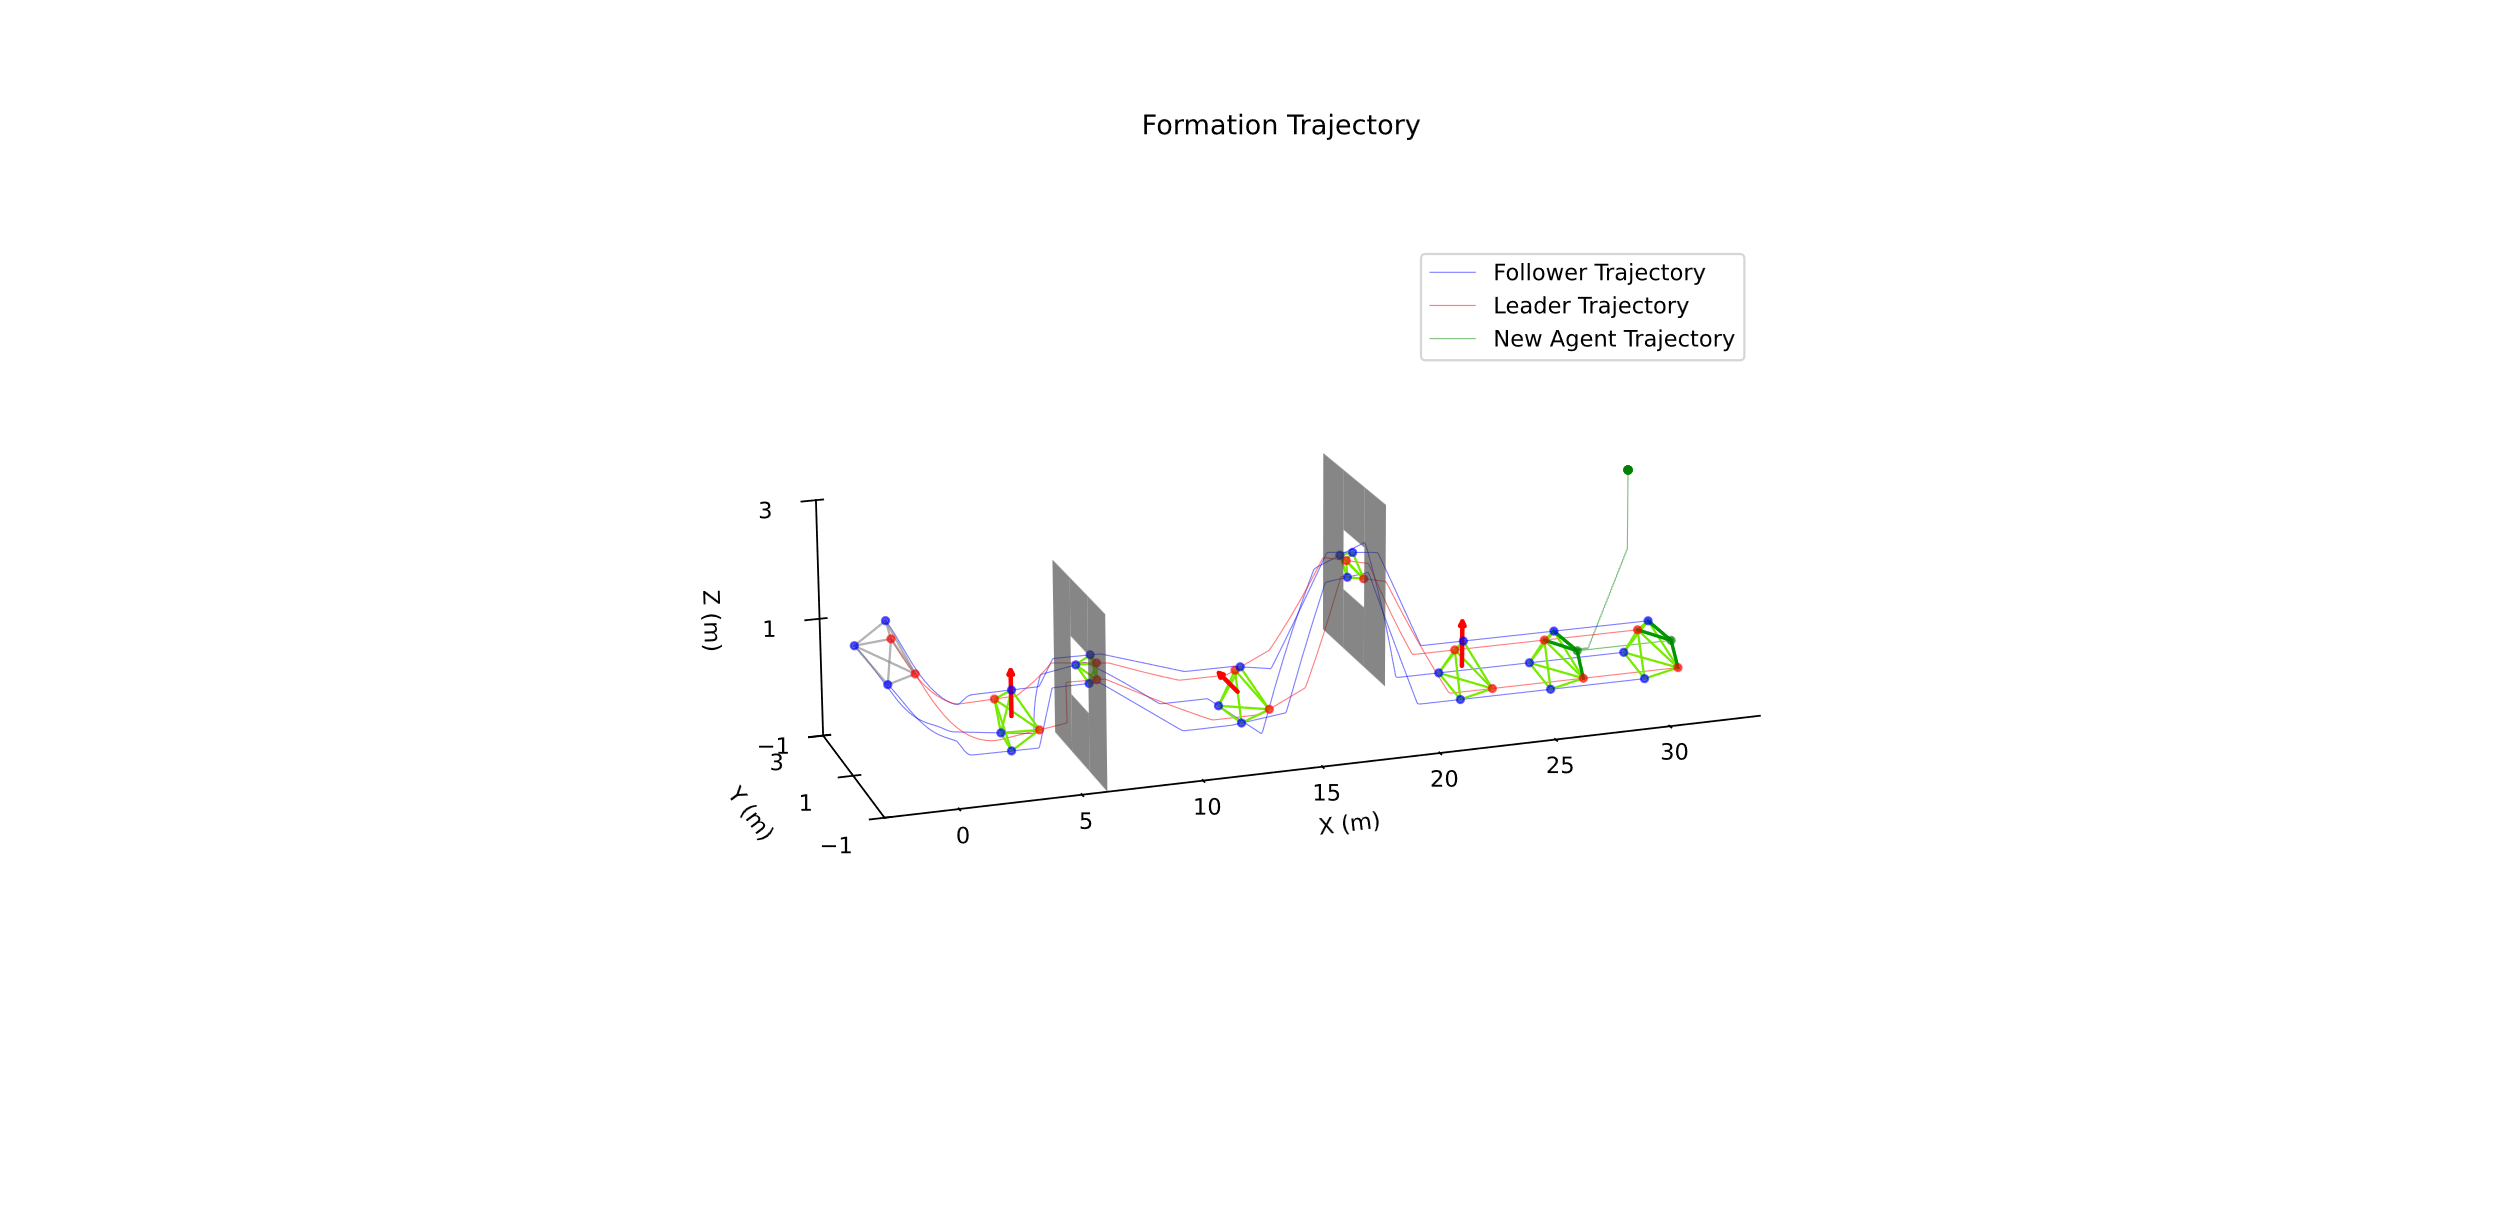 Formation Trajectory
Follower Trajectory
Leader Trajectory
New Agent Trajectory
3
1
−1
Z (m)
3
1
−1
Y (m)
0
5
10
15
20
25
30
X (m)